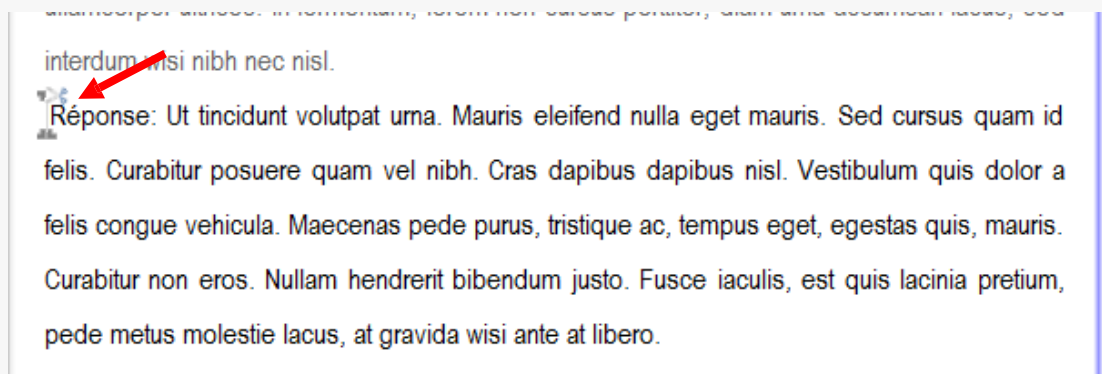 interdum wisi nibh nec nisl.
Réponse: Ut tincidunt volutpat urna. Mauris eleifend nulla eget mauris. Sed cursus quam id
felis. Curabitur posuere quam vel nibh. Cras dapibus dapibus nisl. Vestibulum quis dolor a
felis congue vehicula. Maecenas pede purus, tristique ac, tempus eget, egestas quis, mauris.
Curabitur non eros. Nullam hendrerit bibendum justo. Fusce iaculis, est quis lacinia pretium,
pede metus molestie lacus, at gravida wisi ante at libero.